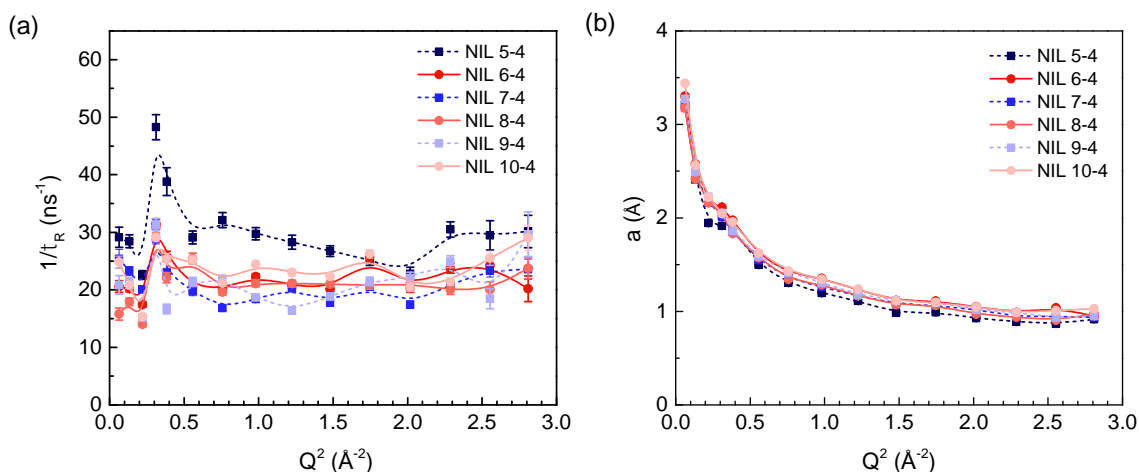 (a)
60
50
40
30
20
10
0
1/t_R (ns⁻¹)
0.0 0.5 1.0 1.5 2.0 2.5 3.0
Q² (Å⁻²)
NIL 5-4
NIL 6-4
NIL 7-4
NIL 8-4
NIL 9-4
NIL 10-4
(b)
4
3
2
1
0
a (Å)
0.0 0.5 1.0 1.5 2.0 2.5 3.0
Q² (Å⁻²)
NIL 5-4
NIL 6-4
NIL 7-4
NIL 8-4
NIL 9-4
NIL 10-4